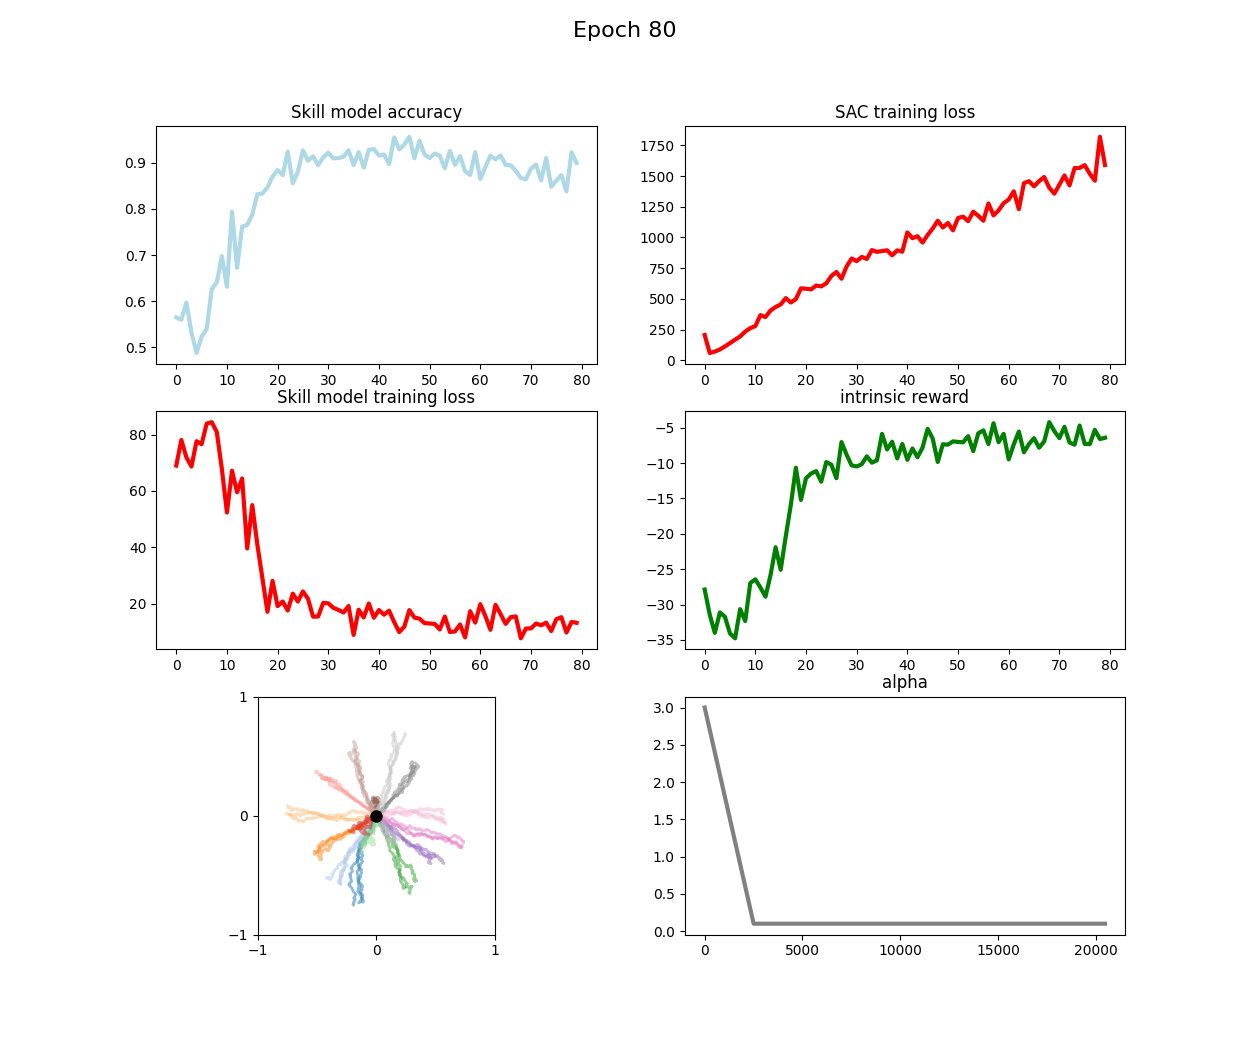 Epoch 80
Skill model accuracy
0.9
0.8
0.7
0.6
0.5
0 10 20 30 40 50 60 70 80
SAC training loss
1750
1500
1250
1000
750
500
250
0
0 10 20 30 40 50 60 70 80
Skill model training loss
80
60
40
20
0 10 20 30 40 50 60 70 80
intrinsic reward
−5
−10
−15
−20
−25
−30
−35
0 10 20 30 40 50 60 70 80
1
0
−1
−1 0 1
alpha
3.0
2.5
2.0
1.5
1.0
0.5
0.0
0 5000 10000 15000 20000